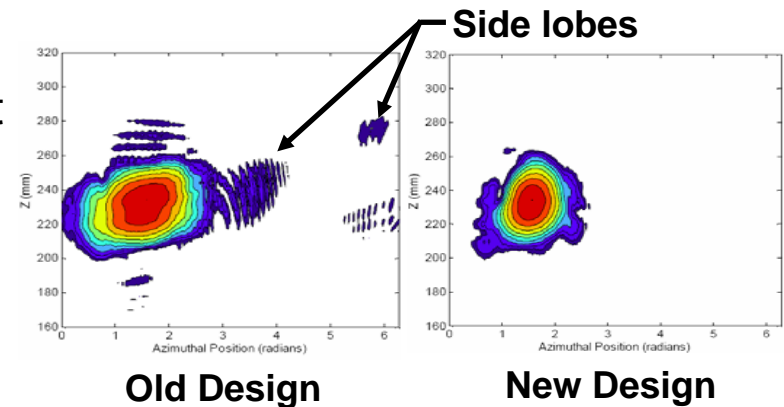 Side lobes
t
320
300
280
260
240
220
200
180
160
Z (mm)
0 1 2 3 4 5 6
Azimuthal Position (radians)
320
300
280
260
240
220
200
180
160
Z (mm)
0 1 2 3 4 5 6
Azimuthal Position (radians)
Old Design
New Design